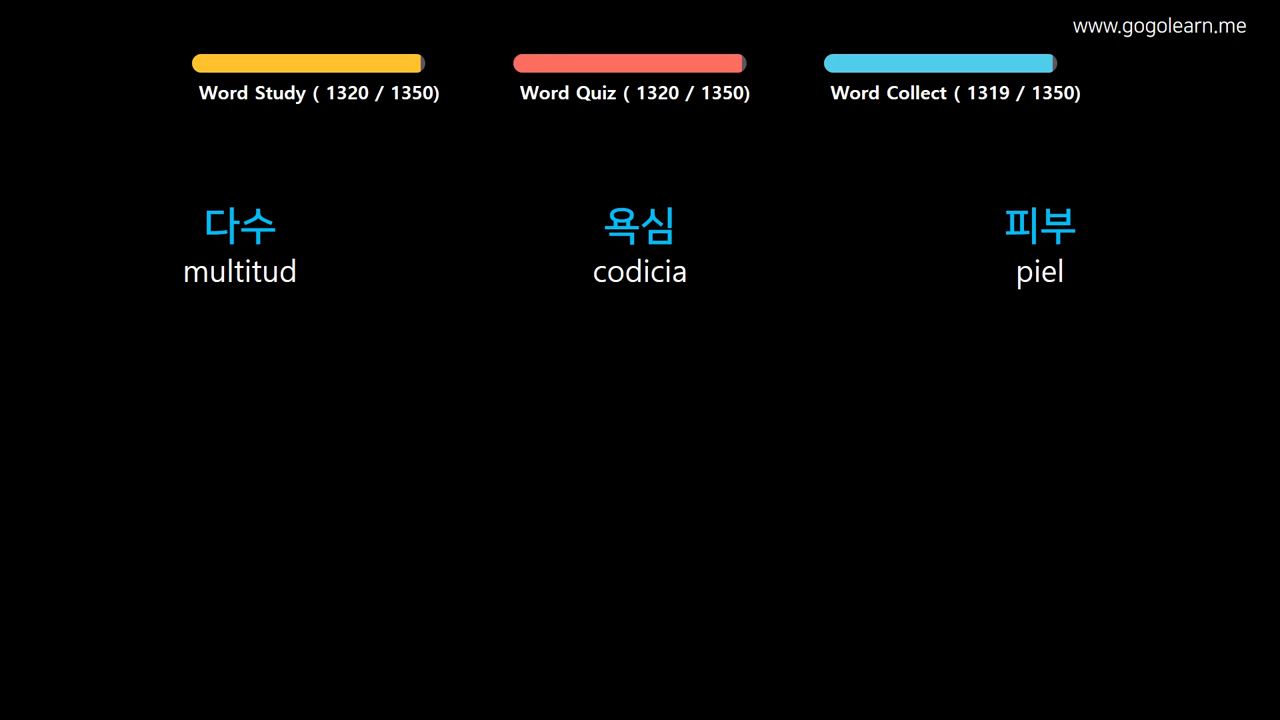 www.gogolearn.me
Word Study ( 1320 / 1350)
Word Quiz ( 1320 / 1350)
Word Collect ( 1319 / 1350)
다수
multitud
욕심
codicia
피부
piel